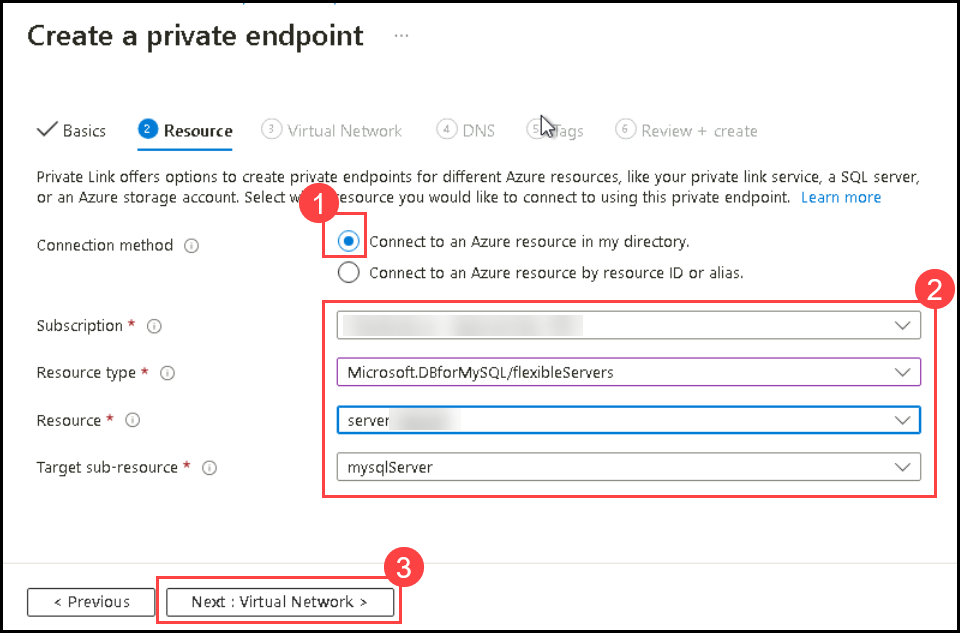 Create a private endpoint ...
Basics 2 Resource 3 Virtual Network 4 DNS 5 Tags 6 Review + create
Private Link offers options to create private endpoints for different Azure resources, like your private link service, a SQL server,
or an Azure storage account. Select resource you would like to connect to using this private endpoint. Learn more
1
Connection method
Connect to an Azure resource in my directory.
Connect to an Azure resource by resource ID or alias.
2
Subscription *
Resource type * Microsoft.DBforMySQL/flexibleServers
Resource * server
Target sub-resource * mysqlServer
3
< Previous Next : Virtual Network >